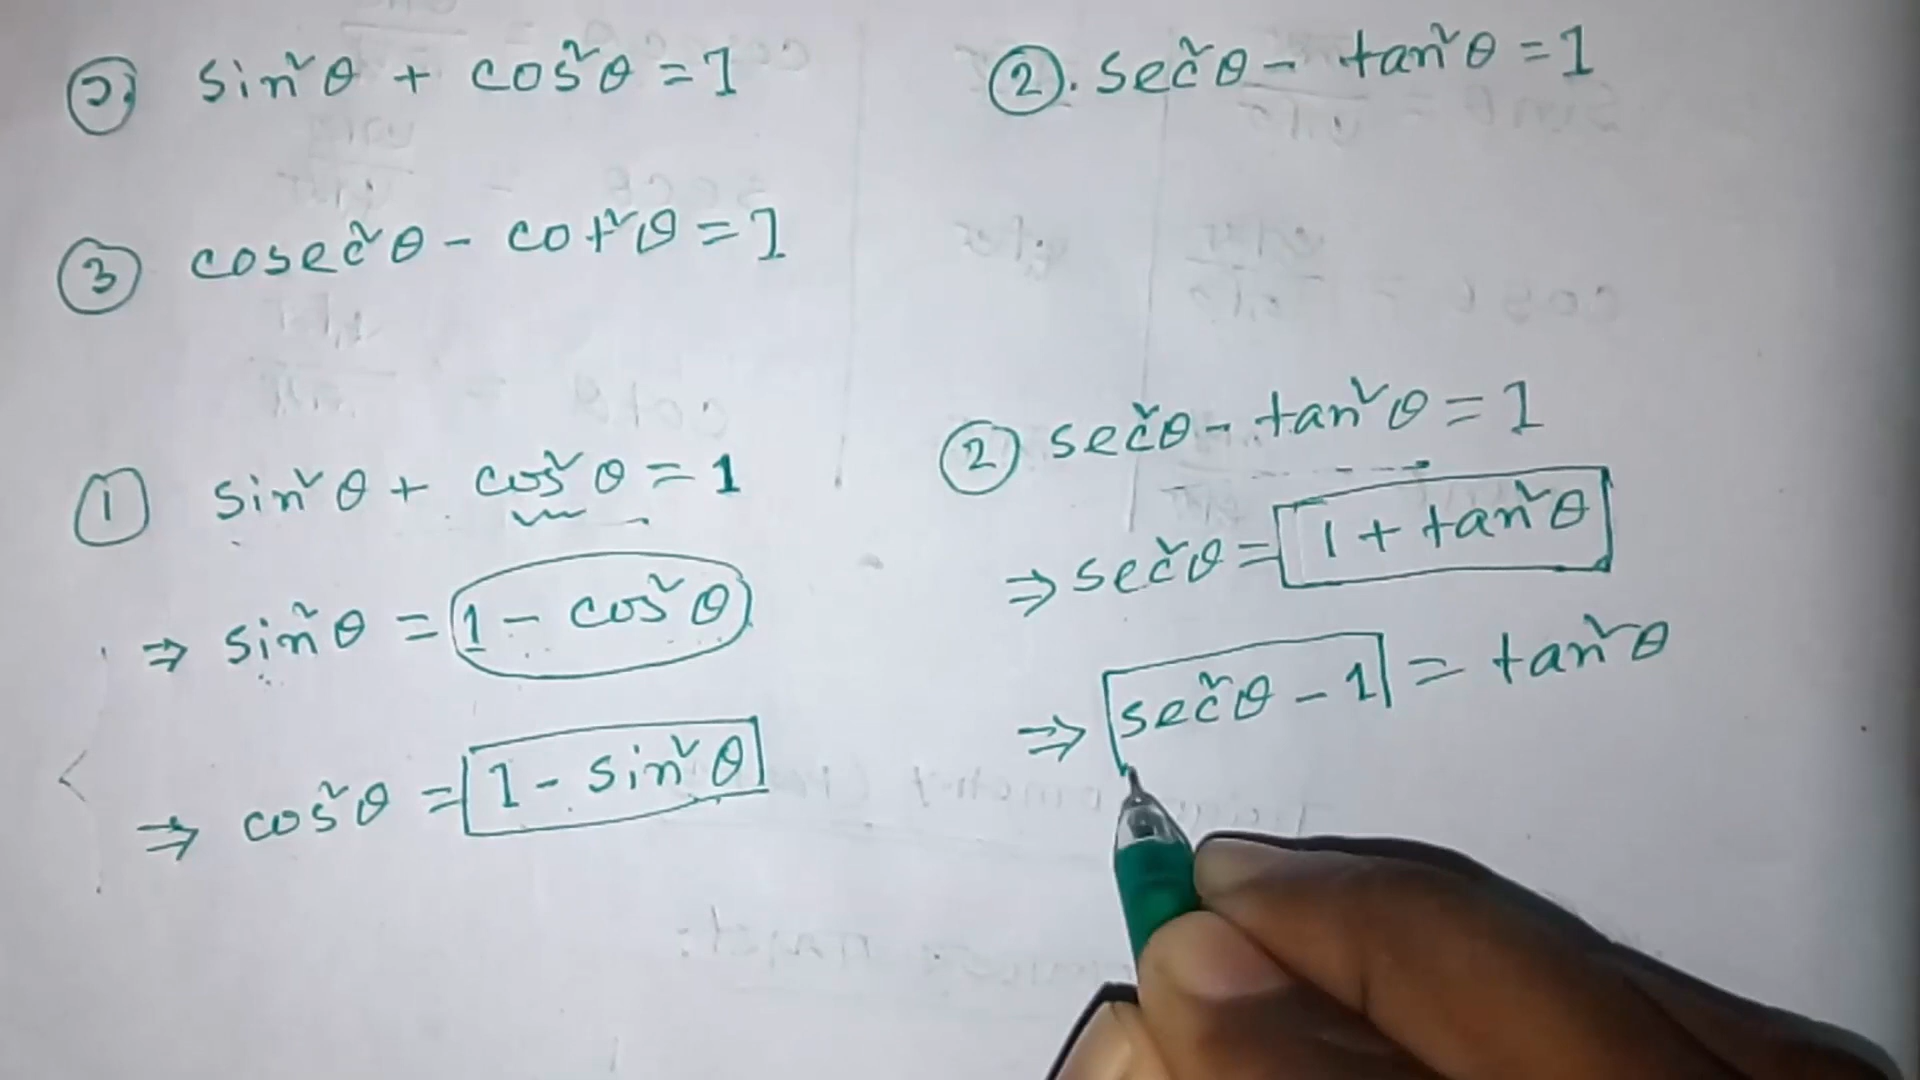 ১. sin²θ + cos²θ = 1
②. sec²θ - tan²θ = 1
③ cosec²θ - cot²θ = 1
① sin²θ + cos²θ = 1
⇒ sin²θ = 1 - cos²θ
⇒ cos²θ = 1 - sin²θ
② sec²θ - tan²θ = 1
⇒ sec²θ = 1 + tan²θ
⇒ sec²θ - 1 = tan²θ